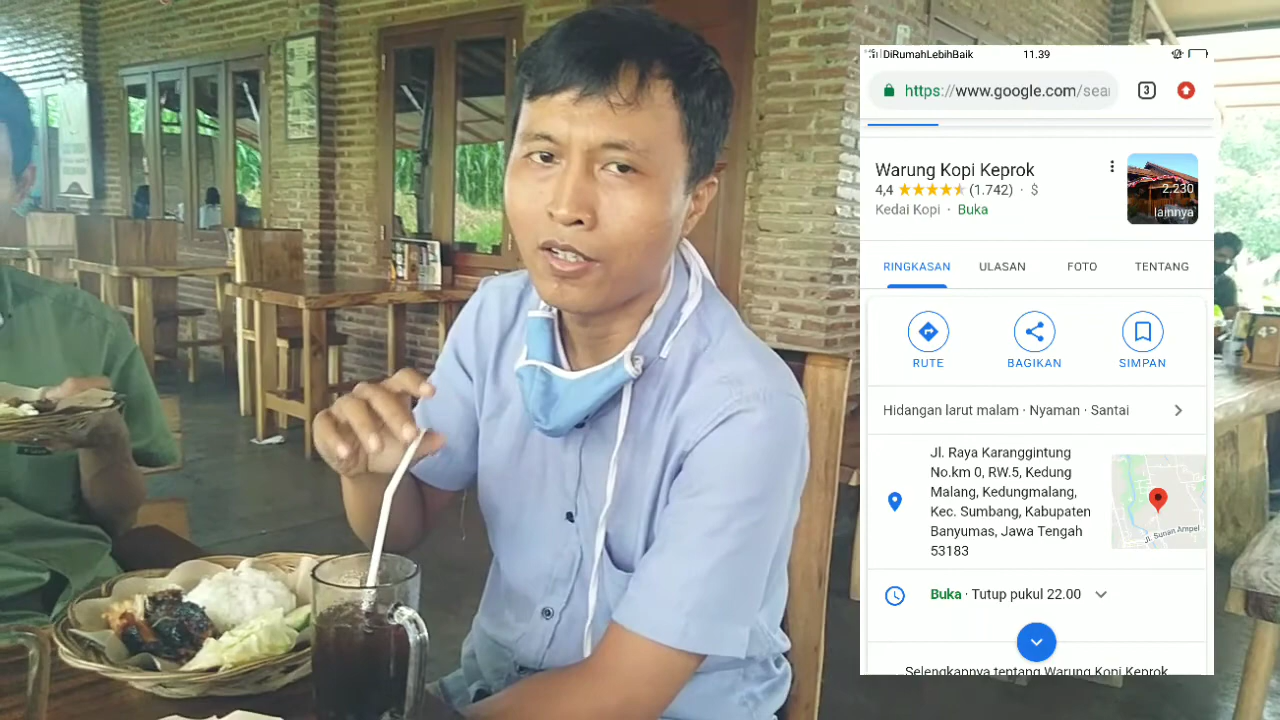 DiRumahLebihBaik
11.39
https://www.google.com/sear
3
Warung Kopi Keprok
4,4 (1.742) · $
2.230
lainnya
Kedai Kopi · Buka
RINGKASAN
ULASAN
FOTO
TENTANG
RUTE
BAGIKAN
SIMPAN
Hidangan larut malam · Nyaman · Santai
Jl. Raya Karanggintung
No.km 0, RW.5, Kedung
Malang, Kedungmalang,
Kec. Sumbang, Kabupaten
Banyumas, Jawa Tengah
53183
Jl. Sunan Ampel
Buka · Tutup pukul 22.00
Selengkapnya tentang Warung Kopi Keprok